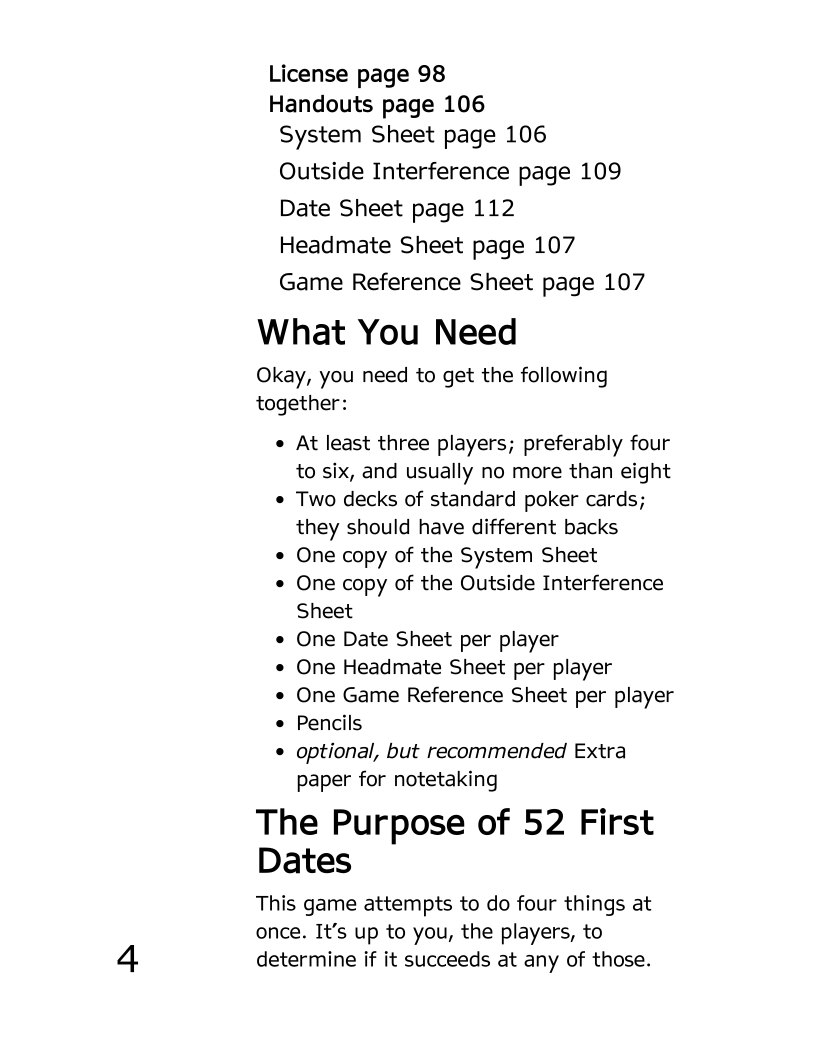 License page 98
Handouts page 106
System Sheet page 106
Outside Interference page 109
Date Sheet page 112
Headmate Sheet page 107
Game Reference Sheet page 107
What You Need
Okay, you need to get the following
together:
• At least three players; preferably four
to six, and usually no more than eight
• Two decks of standard poker cards;
they should have different backs
• One copy of the System Sheet
• One copy of the Outside Interference
Sheet
• One Date Sheet per player
• One Headmate Sheet per player
• One Game Reference Sheet per player
• Pencils
• optional, but recommended Extra
paper for notetaking
The Purpose of 52 First
Dates
This game attempts to do four things at
once. It’s up to you, the players, to
determine if it succeeds at any of those.
4